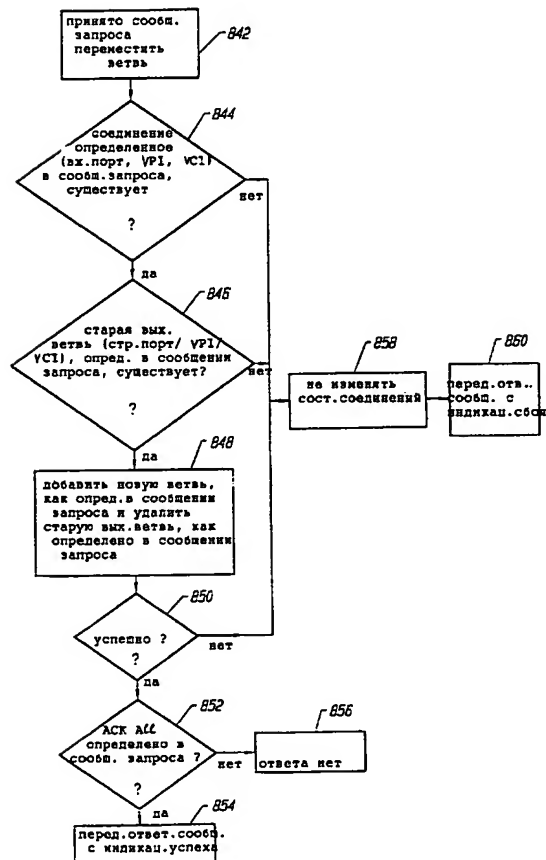 принято сообщ.
запроса
переместить
ветвь
842
844
соединение
определенное
(вх.порт, VPI, VCI)
в сообщ.запроса,
существует
?
нет
да
846
старая вых.
ветвь (стр.порт/ VPI/
VCI), опред. в сообщении
запроса, существует?
?
нет
да
858
не изменять
сост.соединений
860
перед.отв..
сообщ. с
индикац.сбоя
848
добавить новую ветвь,
как опред.в сообщении
запроса и удалить
старую вых.ветвь, как
определено в сообщении
запроса
850
успешно ?
?
нет
да
852
ACK All
определено в
сообщ. запроса ?
?
нет
да
856
ответа нет
854
перед.ответ.сообщ.
с индикац.успеха